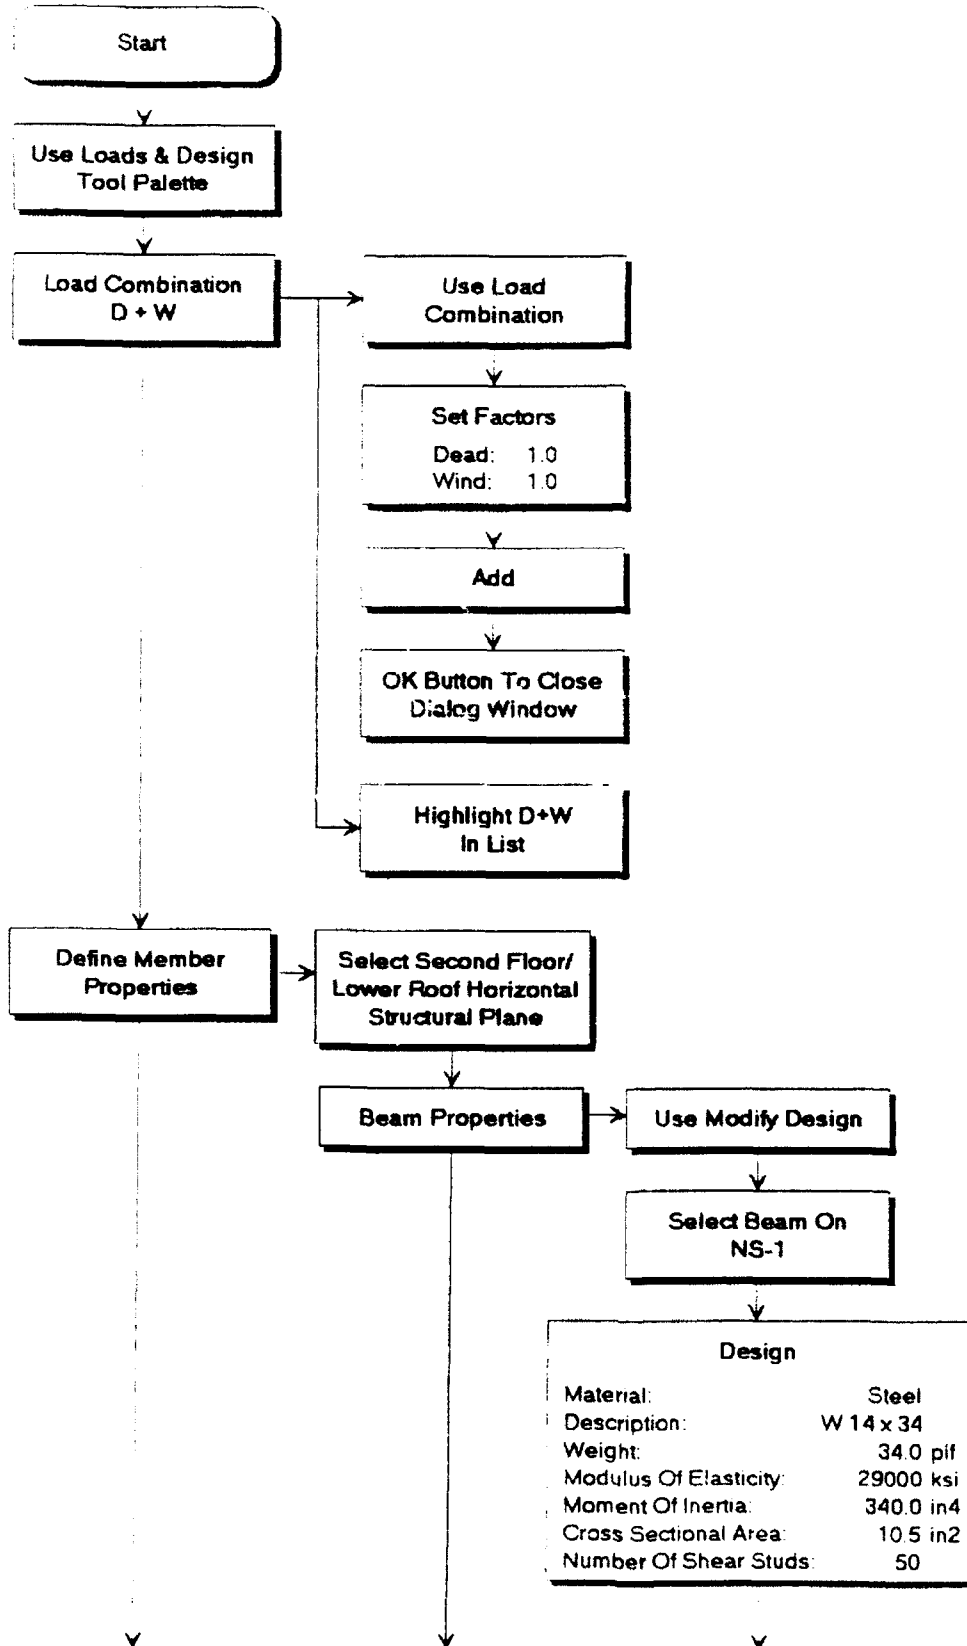 Start
Use Loads & Design
Tool Palette
Load Combination
D + W
Use Load
Combination
Set Factors
Dead: 1.0
Wind: 1.0
Add
OK Button To Close
Dialog Window
Highlight D+W
In List
Define Member
Properties
Select Second Floor/
Lower Roof Horizontal
Structural Plane
Beam Properties
Use Modify Design
Select Beam On
NS-1
Design
Material: Steel
Description: W 14 x 34
Weight: 34.0 plf
Modulus Of Elasticity: 29000 ksi
Moment Of Inertia: 340.0 in4
Cross Sectional Area: 10.5 in2
Number Of Shear Studs: 50